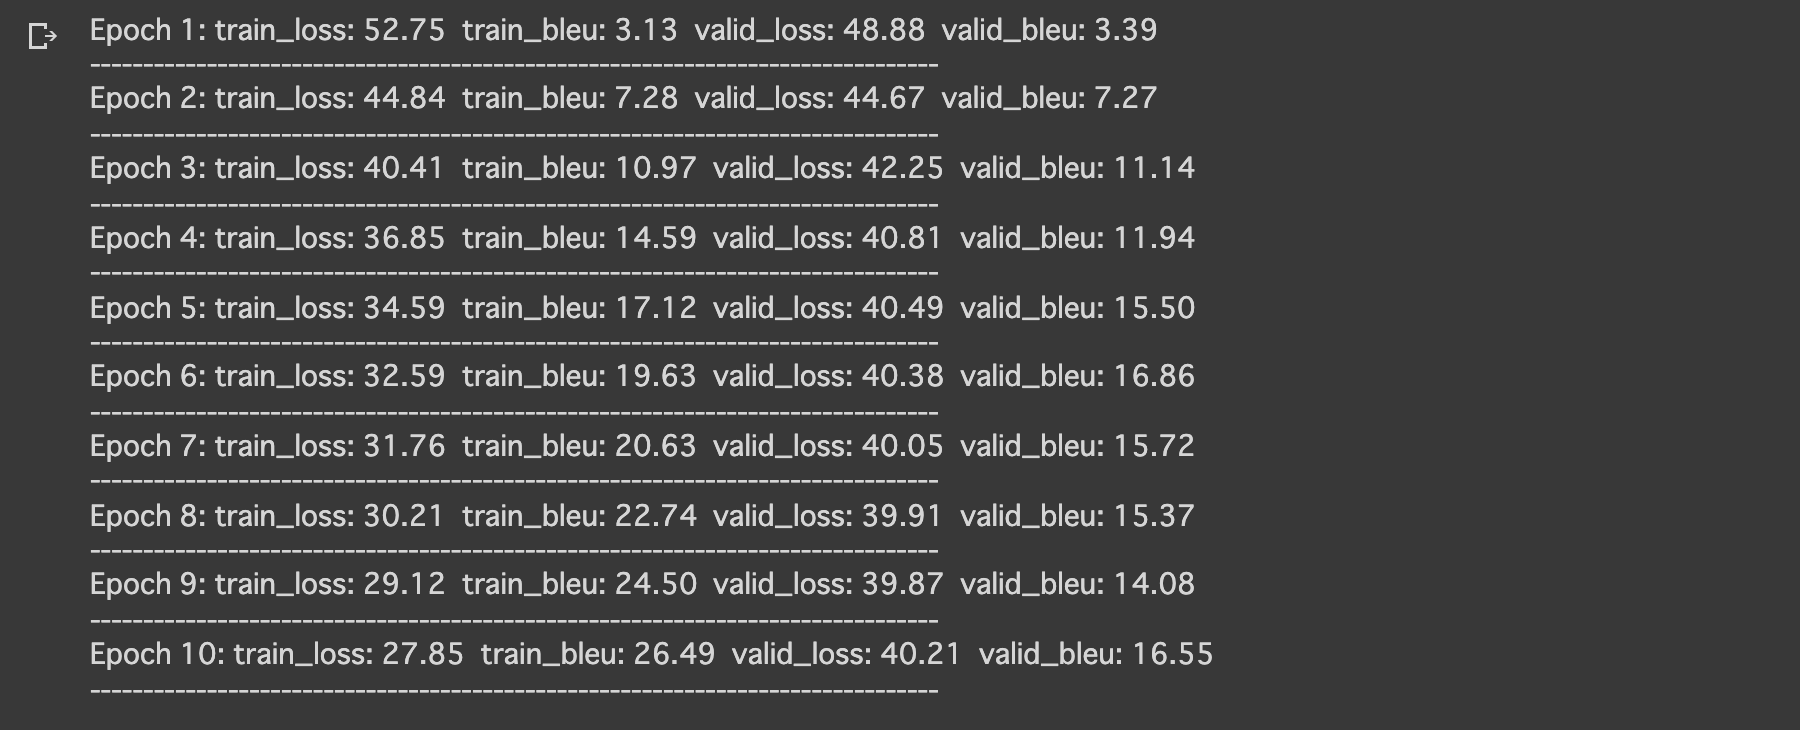 Epoch 1: train_loss: 52.75  train_bleu: 3.13  valid_loss: 48.88  valid_bleu: 3.39
--------------------------------------------------------------------------------
Epoch 2: train_loss: 44.84  train_bleu: 7.28  valid_loss: 44.67  valid_bleu: 7.27
--------------------------------------------------------------------------------
Epoch 3: train_loss: 40.41  train_bleu: 10.97  valid_loss: 42.25  valid_bleu: 11.14
--------------------------------------------------------------------------------
Epoch 4: train_loss: 36.85  train_bleu: 14.59  valid_loss: 40.81  valid_bleu: 11.94
--------------------------------------------------------------------------------
Epoch 5: train_loss: 34.59  train_bleu: 17.12  valid_loss: 40.49  valid_bleu: 15.50
--------------------------------------------------------------------------------
Epoch 6: train_loss: 32.59  train_bleu: 19.63  valid_loss: 40.38  valid_bleu: 16.86
--------------------------------------------------------------------------------
Epoch 7: train_loss: 31.76  train_bleu: 20.63  valid_loss: 40.05  valid_bleu: 15.72
--------------------------------------------------------------------------------
Epoch 8: train_loss: 30.21  train_bleu: 22.74  valid_loss: 39.91  valid_bleu: 15.37
--------------------------------------------------------------------------------
Epoch 9: train_loss: 29.12  train_bleu: 24.50  valid_loss: 39.87  valid_bleu: 14.08
--------------------------------------------------------------------------------
Epoch 10: train_loss: 27.85  train_bleu: 26.49  valid_loss: 40.21  valid_bleu: 16.55
--------------------------------------------------------------------------------